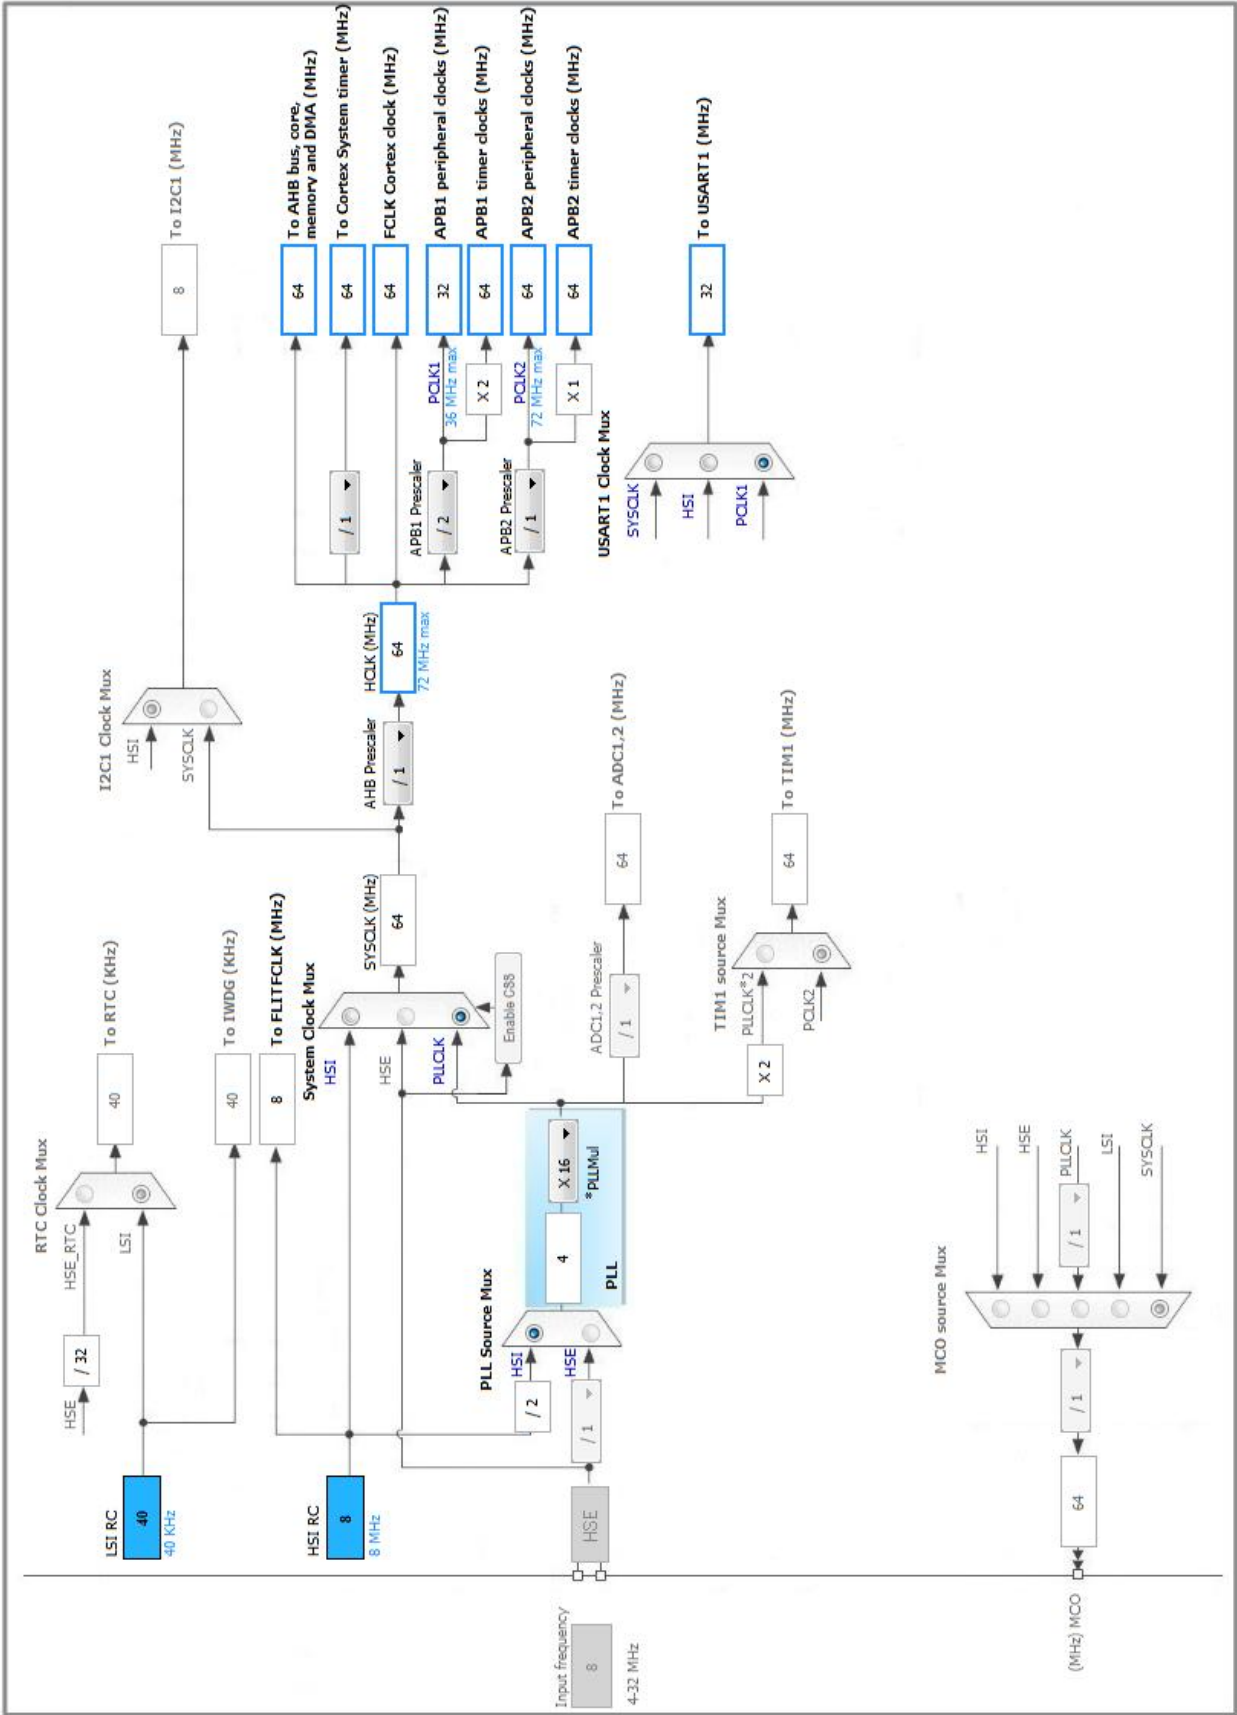 RTC Clock Mux
HSE
/ 32
HSE_RTC
LSI
40
To RTC (KHz)
LSI RC
40
40 KHz
40
To IWDG (KHz)
8
To FLITFCLK (MHz)
HSI RC
8
8 MHz
I2C1 Clock Mux
HSI
SYSCLK
8
To I2C1 (MHz)
System Clock Mux
HSI
HSE
PLLCLK
Enable CSS
SYSCLK (MHz)
64
AHB Prescaler
/ 1
HCLK (MHz)
64
72 MHz max
64
To AHB bus, core,
memory and DMA (MHz)
/ 1
64
To Cortex System timer (MHz)
64
FCLK Cortex clock (MHz)
APB1 Prescaler
/ 2
PCLK1
36 MHz max
32
APB1 peripheral clocks (MHz)
X 2
64
APB1 timer clocks (MHz)
APB2 Prescaler
/ 1
PCLK2
72 MHz max
64
APB2 peripheral clocks (MHz)
X 1
64
APB2 timer clocks (MHz)
PLL Source Mux
/ 2
HSI
HSE
/ 1
4
X 16
*PLLMul
PLL
Input frequency
8
4-32 MHz
HSE
ADC1,2 Prescaler
/ 1
64
To ADC1,2 (MHz)
USART1 Clock Mux
SYSCLK
HSI
PCLK1
32
To USART1 (MHz)
TIM1 source Mux
X 2
PLLCLK*2
PCLK2
64
To TIM1 (MHz)
MCO source Mux
(MHz) MCO
64
/ 1
HSI
HSE
/ 1
PLLCLK
LSI
SYSCLK